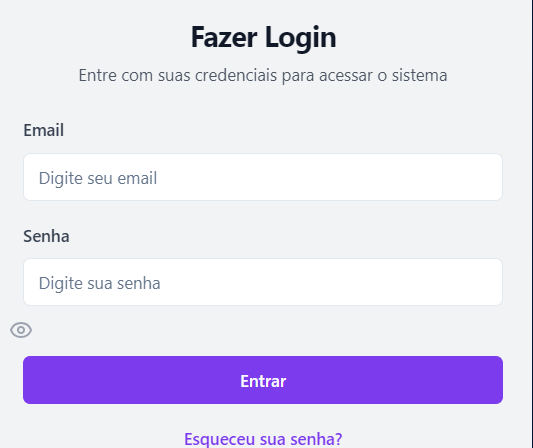 Fazer Login
Entre com suas credenciais para acessar o sistema
Email
Digite seu email
Senha
Digite sua senha
Entrar
Esqueceu sua senha?